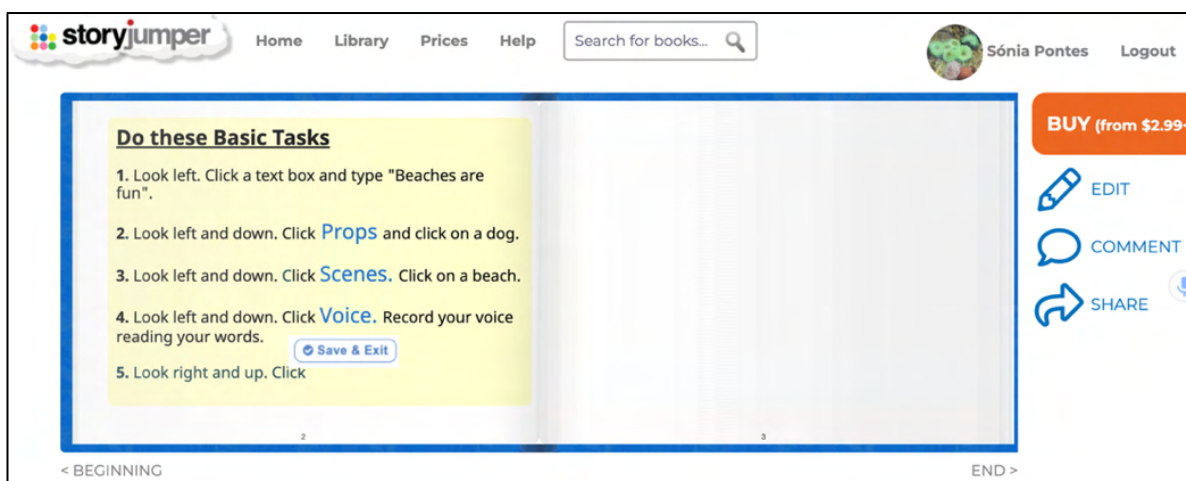 storyjumper
Home Library Prices Help Search for books... Sónia Pontes Logout
Do these Basic Tasks
1. Look left. Click a text box and type "Beaches are
fun".
2. Look left and down. Click Props and click on a dog.
3. Look left and down. Click Scenes. Click on a beach.
4. Look left and down. Click Voice. Record your voice
reading your words.
Save & Exit
5. Look right and up. Click
2
3
BUY (from $2.99+
EDIT
COMMENT
SHARE
< BEGINNING
END >